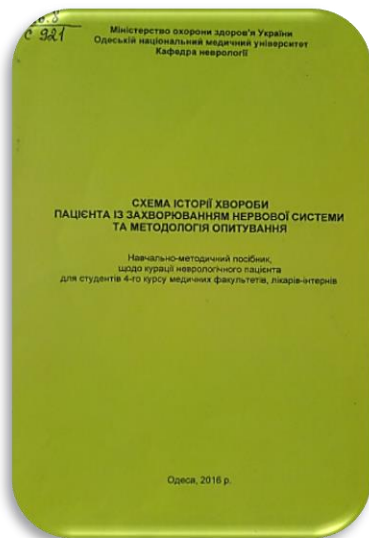 С 921
Міністерство охорони здоров'я України
Одеській національний медичний університет
Кафедра неврології
СХЕМА ІСТОРІЇ ХВОРОБИ
ПАЦІЄНТА ІЗ ЗАХВОРЮВАННЯМ НЕРВОВОЇ СИСТЕМИ
ТА МЕТОДОЛОГІЯ ОПИТУВАННЯ
Навчально-методичний посібник,
щодо курації неврологічного пацієнта
для студентів 4-го курсу медичних факультетів, лікарів-інтернів
Одеса, 2016 р.